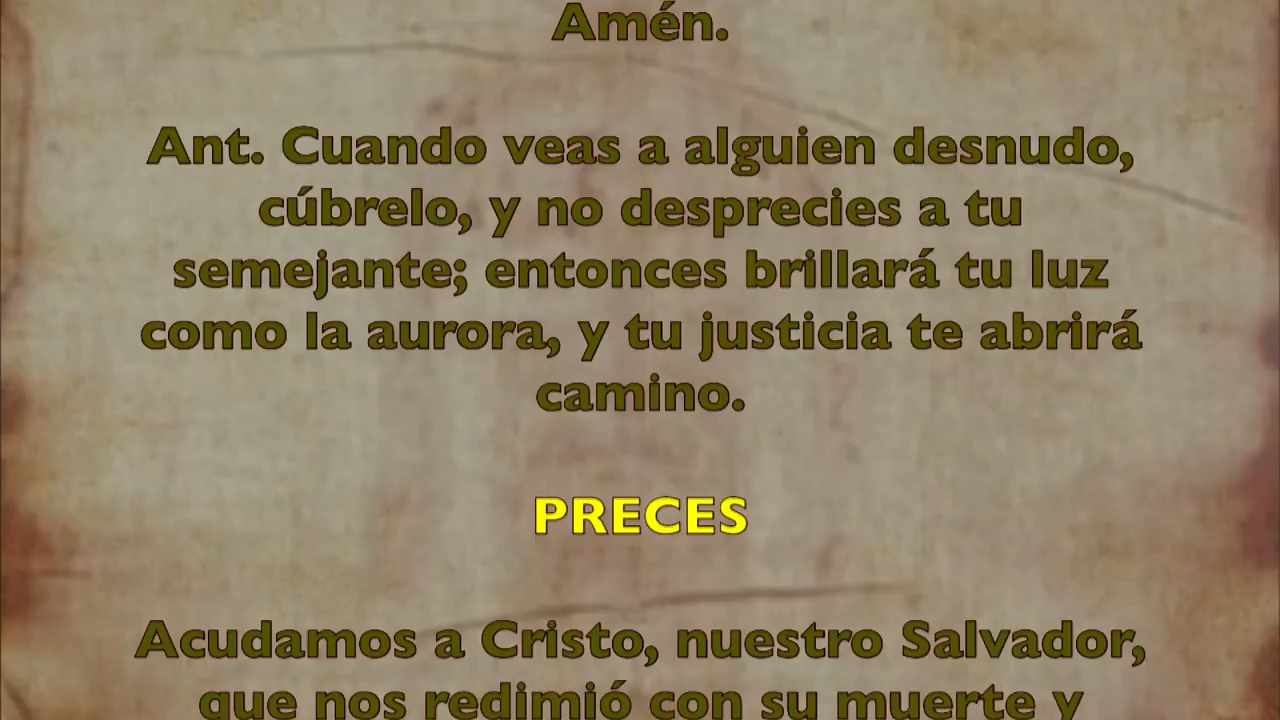 Amén.
Ant. Cuando veas a alguien desnudo,
cúbrelo, y no desprecies a tu
semejante; entonces brillará tu luz
como la aurora, y tu justicia te abrirá
camino.
PRECES
Acudamos a Cristo, nuestro Salvador,
que nos redimió con su muerte y